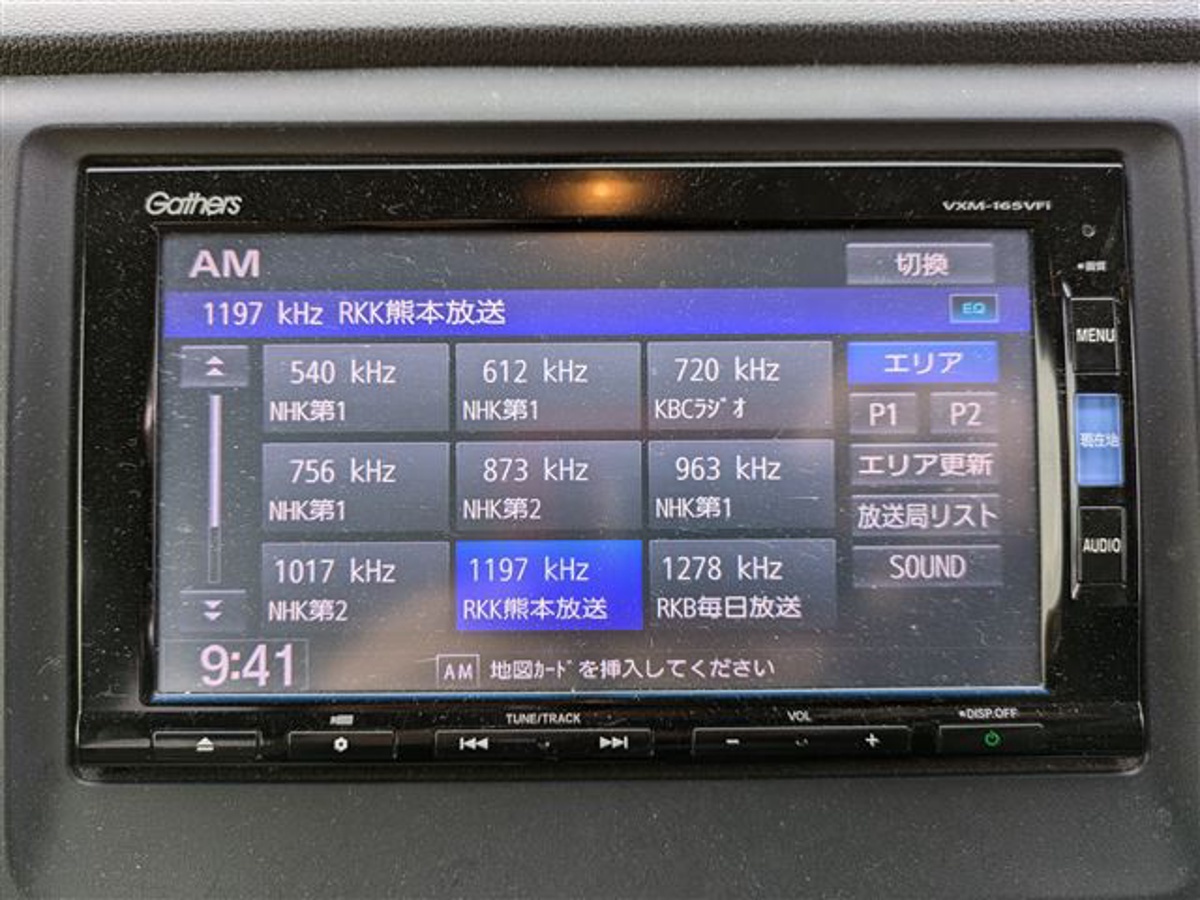 Gathers
VXM-165VFi
AM
切換
1197 kHz RKK熊本放送
EQ
MENU
540 kHz
612 kHz
720 kHz
エリア
NHK第1
NHK第1
KBCラジオ
P1
P2
現在地
756 kHz
873 kHz
963 kHz
エリア更新
NHK第1
NHK第2
NHK第1
放送局リスト
AUDIO
1017 kHz
1197 kHz
1278 kHz
SOUND
NHK第2
RKK熊本放送
RKB毎日放送
9:41
AM 地図カードを挿入してください
TUNE/TRACK
VOL
DISP.OFF